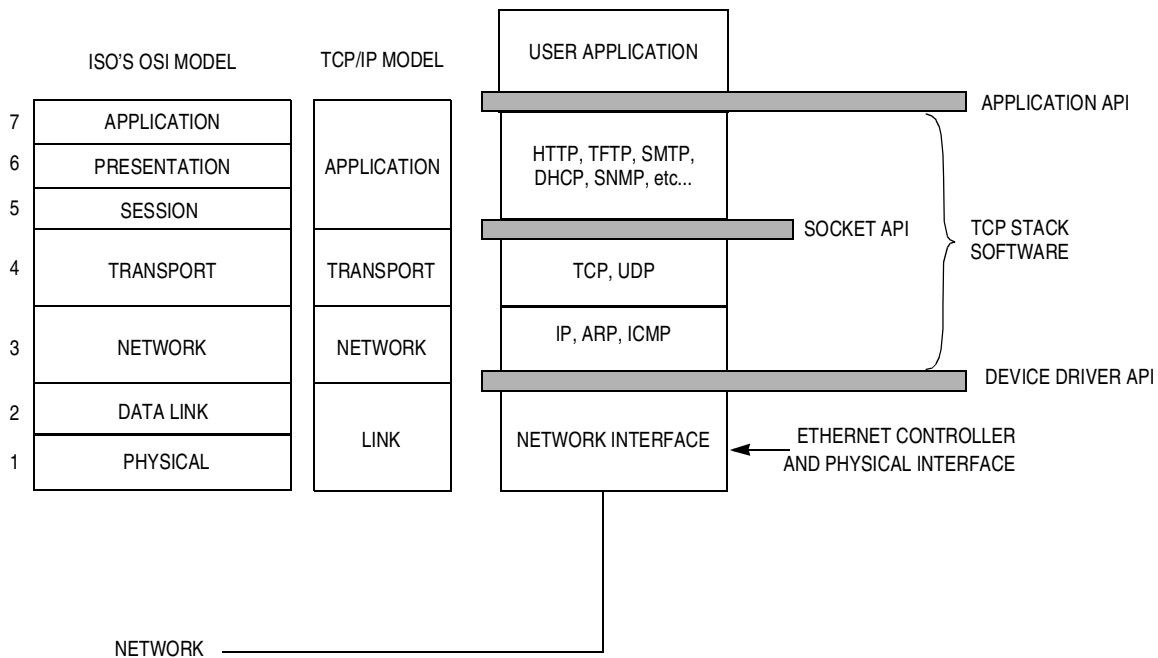 ISO'S OSI MODEL
TCP/IP MODEL
USER APPLICATION
APPLICATION API
7
APPLICATION
6
PRESENTATION
5
SESSION
4
TRANSPORT
3
NETWORK
2
DATA LINK
1
PHYSICAL
APPLICATION
TRANSPORT
NETWORK
LINK
HTTP, TFTP, SMTP,
DHCP, SNMP, etc...
SOCKET API
TCP, UDP
IP, ARP, ICMP
TCP STACK
SOFTWARE
DEVICE DRIVER API
NETWORK INTERFACE
ETHERNET CONTROLLER
AND PHYSICAL INTERFACE
NETWORK